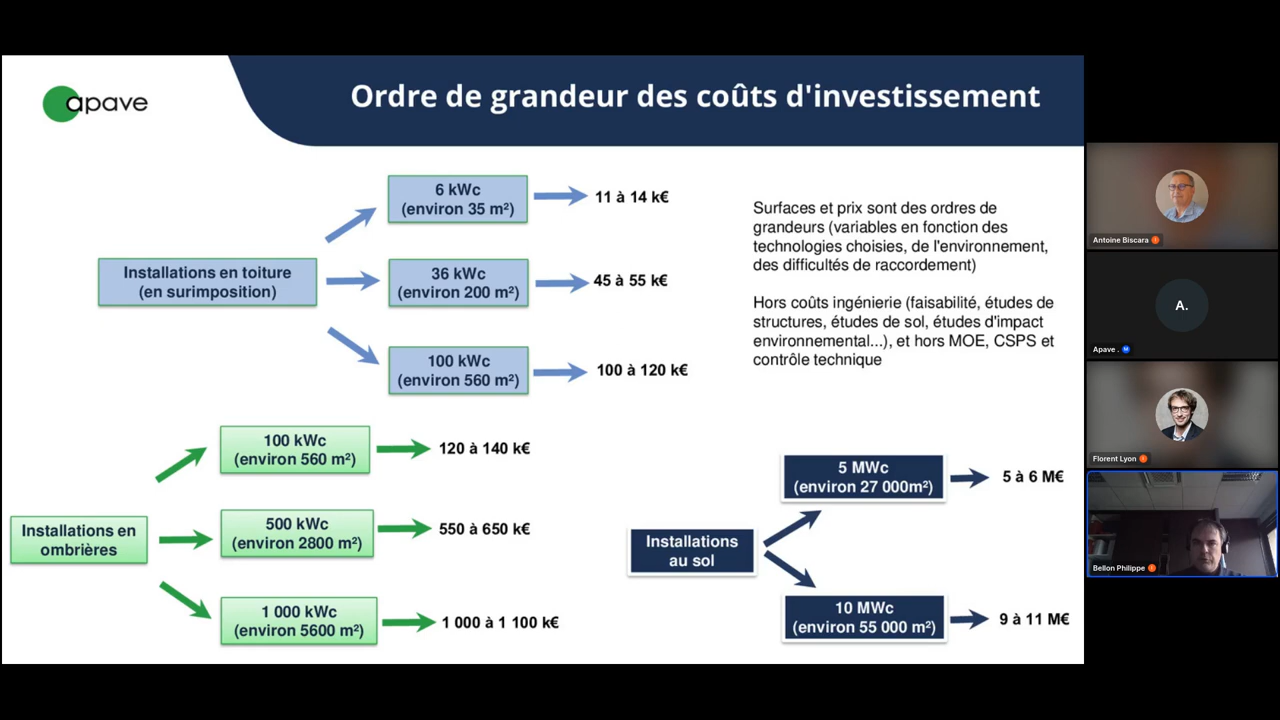 apave
Ordre de grandeur des coûts d'investissement
6 kWc
(environ 35 m²)
11 à 14 k€
Installations en toiture
(en surimposition)
36 kWc
(environ 200 m²)
45 à 55 k€
100 kWc
(environ 560 m²)
100 à 120 k€
Surfaces et prix sont des ordres de
grandeurs (variables en fonction des
technologies choisies, de l'environnement,
des difficultés de raccordement)
Hors coûts ingénierie (faisabilité, études de
structures, études de sol, études d'impact
environnemental...), et hors MOE, CSPS et
contrôle technique
100 kWc
(environ 560 m²)
120 à 140 k€
Installations en
ombrières
500 kWc
(environ 2800 m²)
550 à 650 k€
1 000 kWc
(environ 5600 m²)
1 000 à 1 100 k€
Installations
au sol
5 MWc
(environ 27 000m²)
5 à 6 M€
10 MWc
(environ 55 000 m²)
9 à 11 M€
Antoine Biscara
A.
Apave .
Florent Lyon
Bellon Philippe